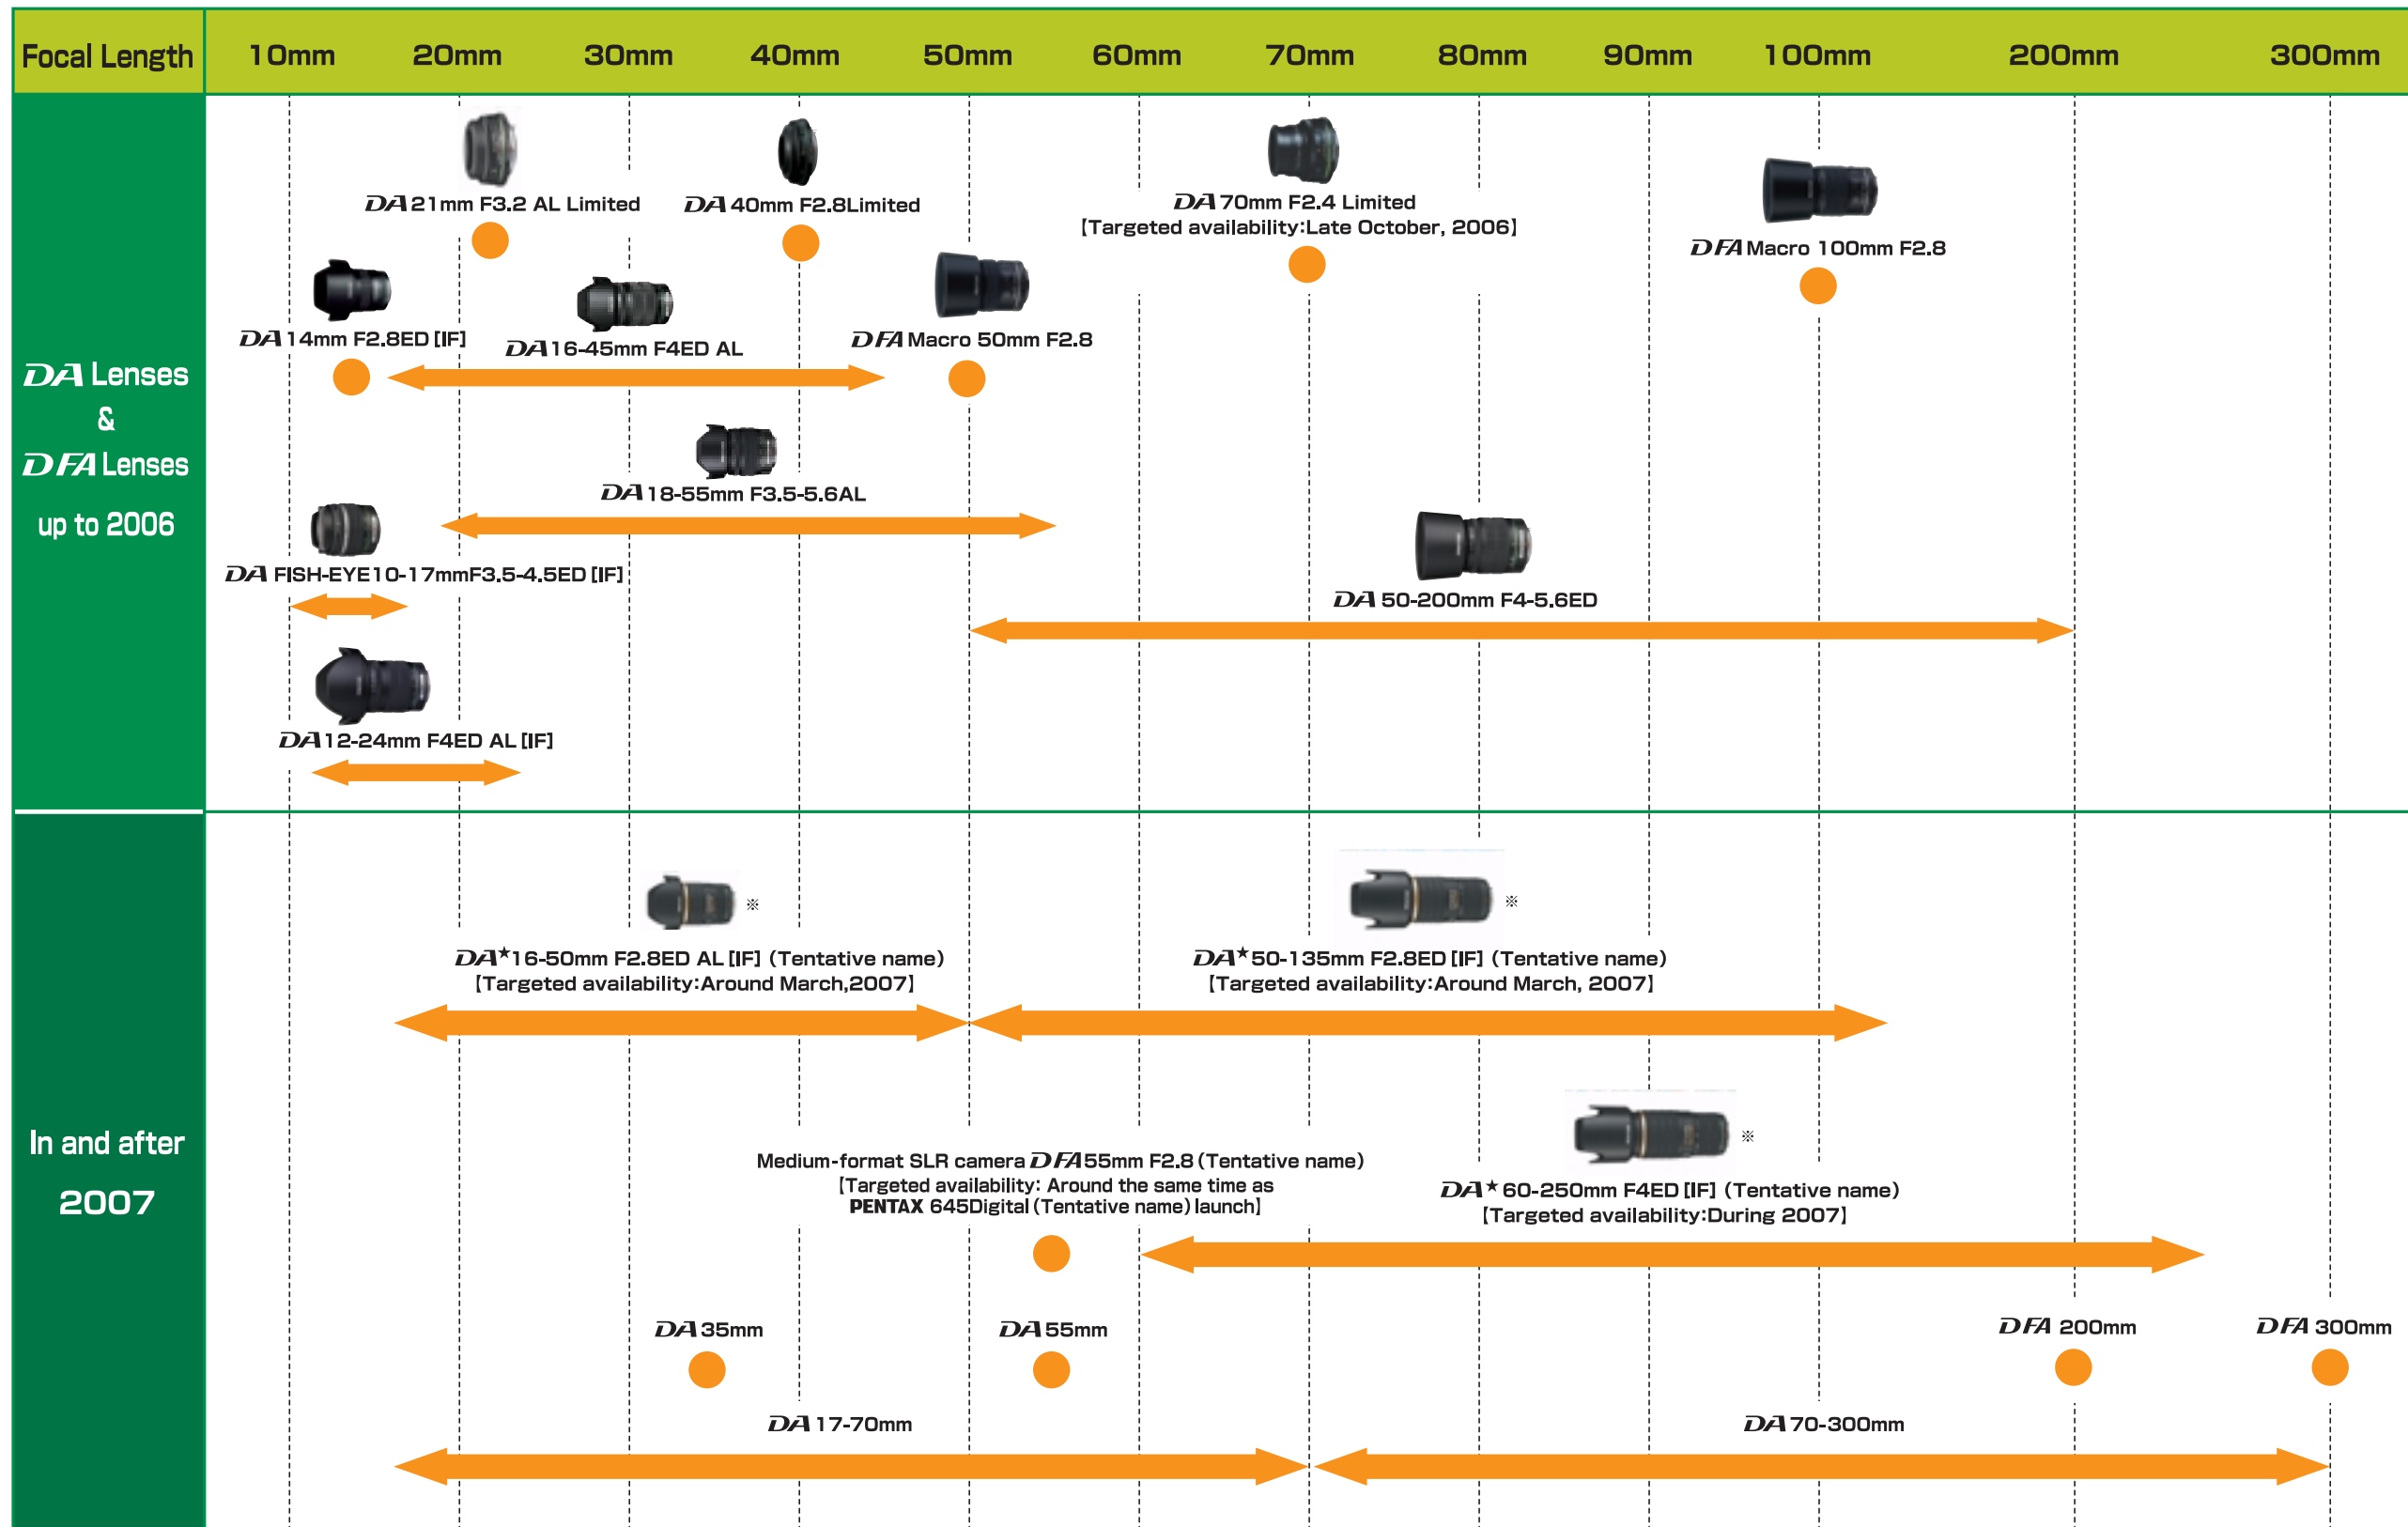 Focal Length 10mm 20mm 30mm 40mm 50mm 60mm 70mm 80mm 90mm 100mm 200mm 300mm
DA Lenses
&
DFA Lenses
up to 2006
DA 21mm F3.2 AL Limited
DA 40mm F2.8Limited
DA 70mm F2.4 Limited
[Targeted availability:Late October, 2006]
DFA Macro 100mm F2.8
DA 14mm F2.8ED [IF]
DA 16-45mm F4ED AL
DFA Macro 50mm F2.8
DA 18-55mm F3.5-5.6AL
DA FISH-EYE10-17mmF3.5-4.5ED [IF]
DA 50-200mm F4-5.6ED
DA 12-24mm F4ED AL [IF]
In and after
2007
※
DA★16-50mm F2.8ED AL [IF] (Tentative name)
[Targeted availability:Around March,2007]
※
DA★50-135mm F2.8ED [IF] (Tentative name)
[Targeted availability:Around March, 2007]
Medium-format SLR camera DFA 55mm F2.8 (Tentative name)
[Targeted availability: Around the same time as
PENTAX 645Digital (Tentative name) launch]
※
DA★60-250mm F4ED [IF] (Tentative name)
[Targeted availability:During 2007]
DA 35mm
DA 55mm
DFA 200mm
DFA 300mm
DA 17-70mm
DA 70-300mm